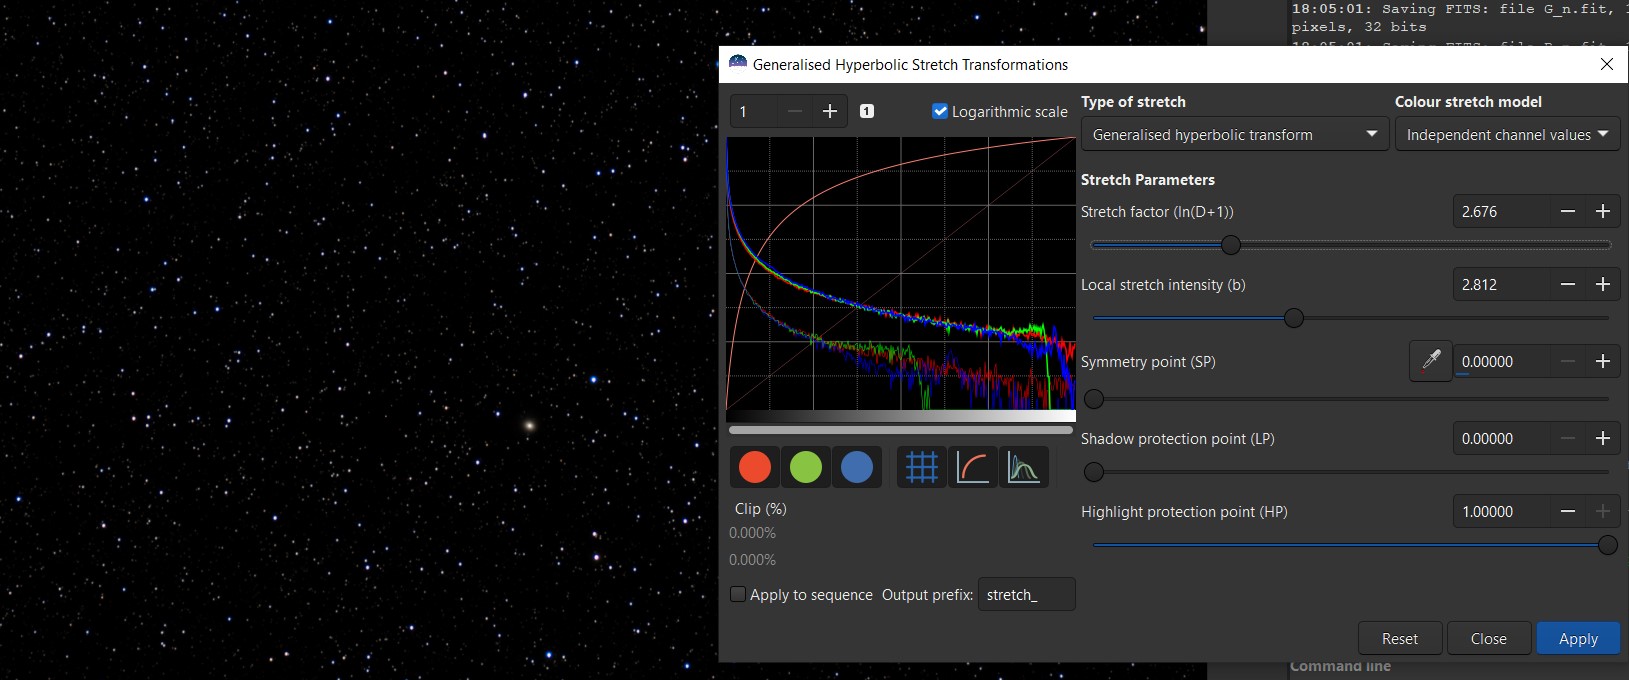 18:05:01: Saving FITS: file G_n.fit,
pixels, 32 bits
Generalised Hyperbolic Stretch Transformations
1
1
Logarithmic scale
Type of stretch
Colour stretch model
Generalised hyperbolic transform
Independent channel values
Stretch Parameters
Stretch factor (ln(D+1))
2.676
Local stretch intensity (b)
2.812
Symmetry point (SP)
0.00000
Shadow protection point (LP)
0.00000
Highlight protection point (HP)
1.00000
Clip (%)
0.000%
0.000%
Apply to sequence
Output prefix:
stretch_
Reset
Close
Apply
Command line